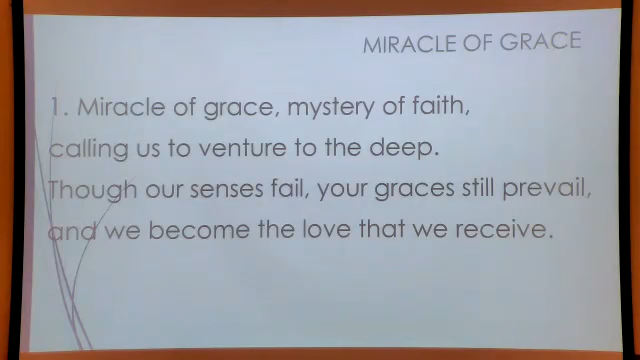 MIRACLE OF GRACE
1. Miracle of grace, mystery of faith,
calling us to venture to the deep.
Though our senses fail, your graces still prevail,
and we become the love that we receive.